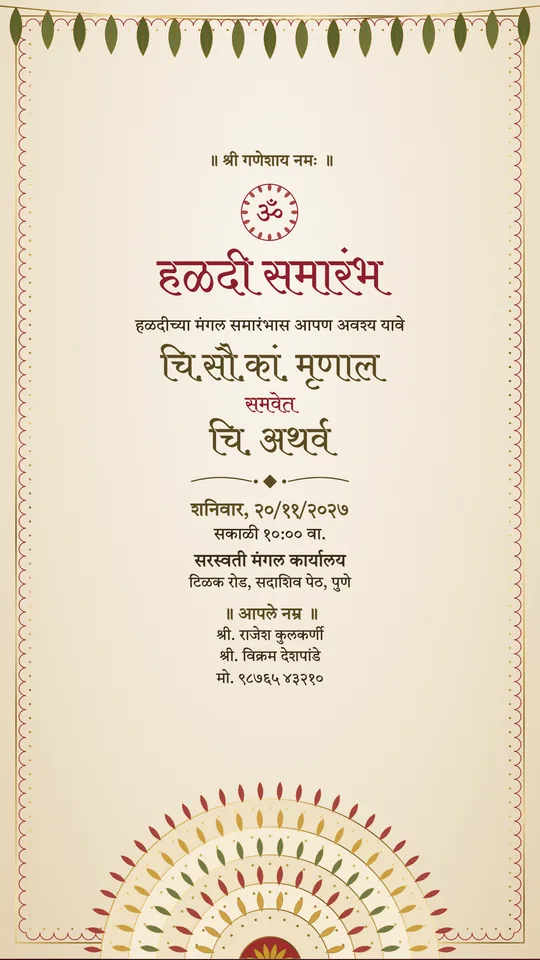 ॥ श्री गणेशाय नमः ॥
ॐ
हळदी समारंभ
हळदीच्या मंगल समारंभास आपण अवश्य यावे
चि.सौ.कां. मृणाल
समवेत
चि. अथर्व
शनिवार, २०/११/२०२७
सकाळी १०:०० वा.
सरस्वती मंगल कार्यालय
टिळक रोड, सदाशिव पेठ, पुणे
॥ आपले नम्र ॥
श्री. राजेश कुलकर्णी
श्री. विक्रम देशपांडे
मो. ९८७६५ ४३२१०